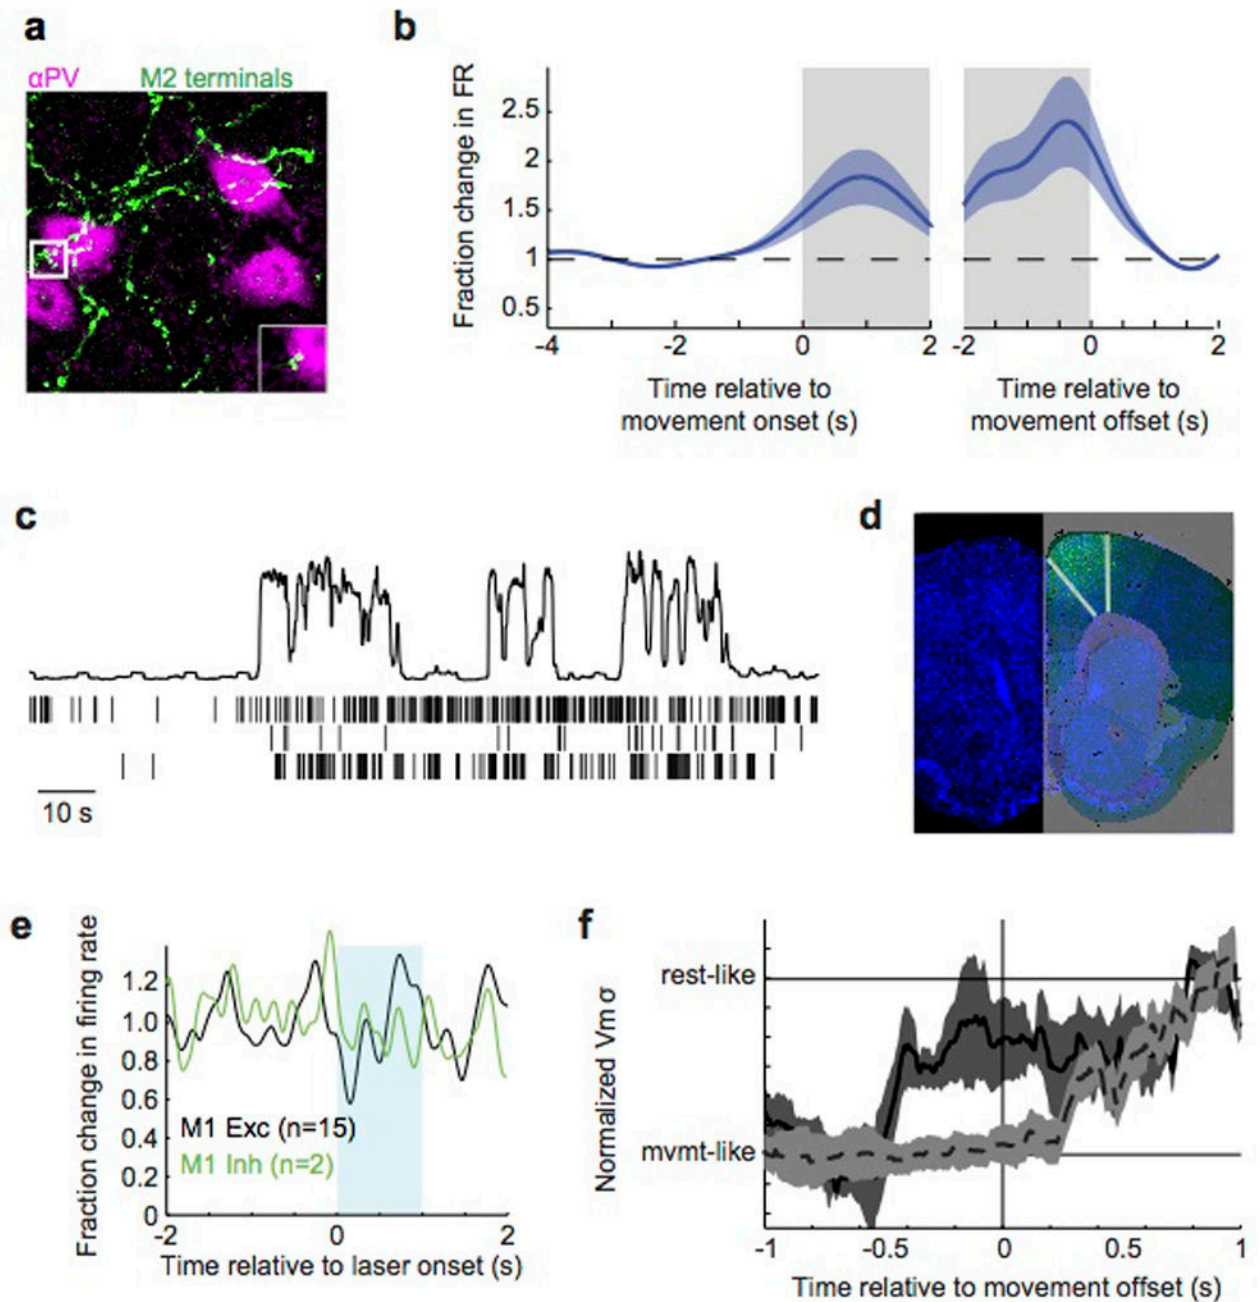 a
αPV M2 terminals
b
Fraction change in FR
2.5
2
1.5
1
0.5
-4 -2 0 2 -2 0 2
Time relative to
movement onset (s)
Time relative to
movement offset (s)
c
10 s
d
e
Fraction change in firing rate
1.2
1.0
0.8
0.6
0.4
0.2
0
M1 Exc (n=15)
M1 Inh (n=2)
-2 0 2
Time relative to laser onset (s)
f
Normalized Vm σ
rest-like
mvmt-like
-1 -0.5 0 0.5 1
Time relative to movement offset (s)